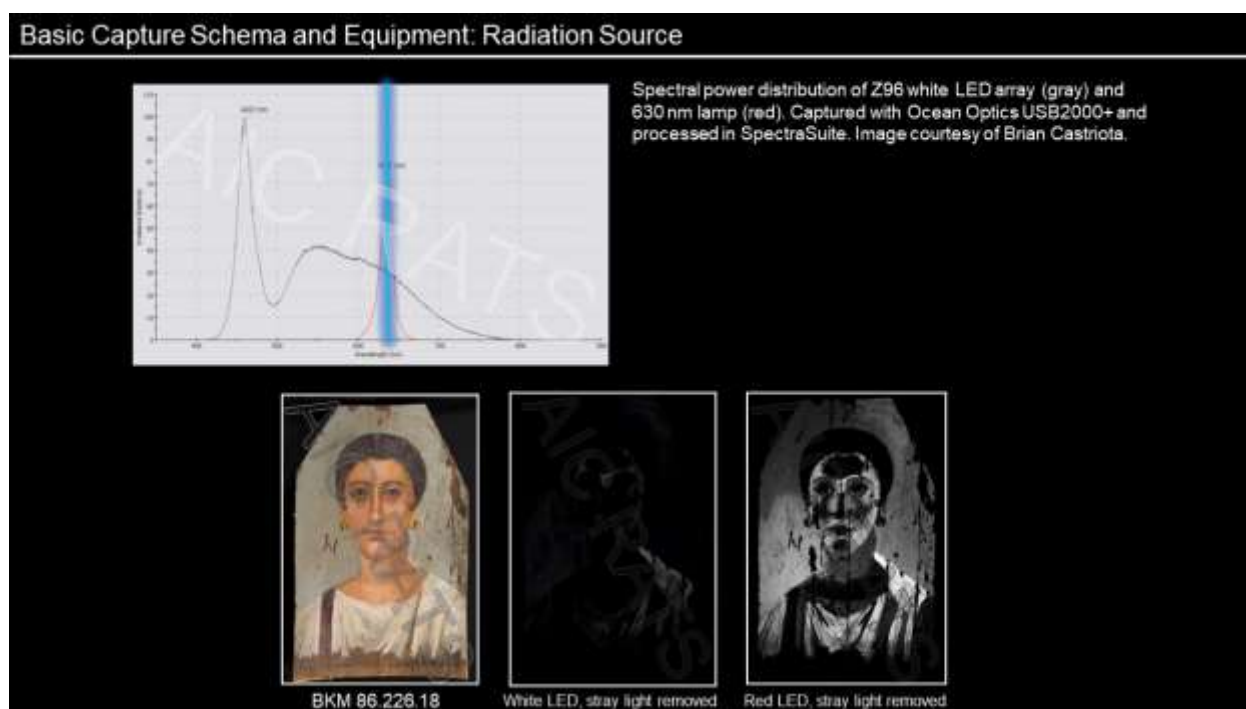 Basic Capture Schema and Equipment: Radiation Source
Spectral power distribution of Z96 white LED array (gray) and
630 nm lamp (red). Captured with Ocean Optics USB2000+ and
processed in SpectraSuite. Image courtesy of Brian Castriota.
AIC PATS
BKM 86.226.18
White LED, stray light removed
Red LED, stray light removed